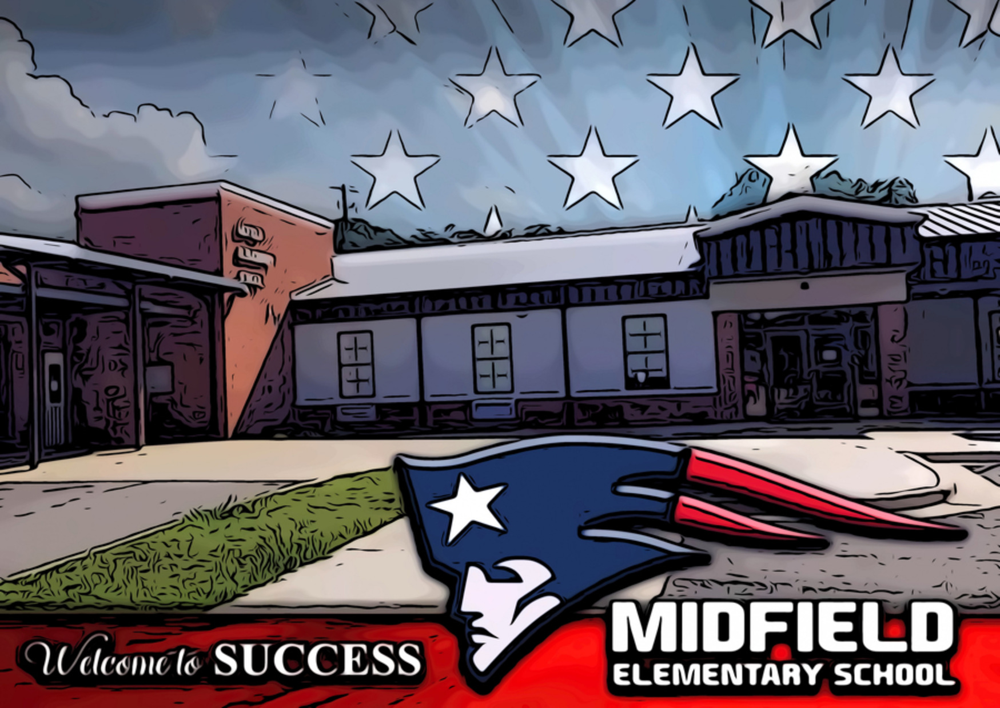 Welcome to SUCCESS
MIDFIELD
ELEMENTARY SCHOOL